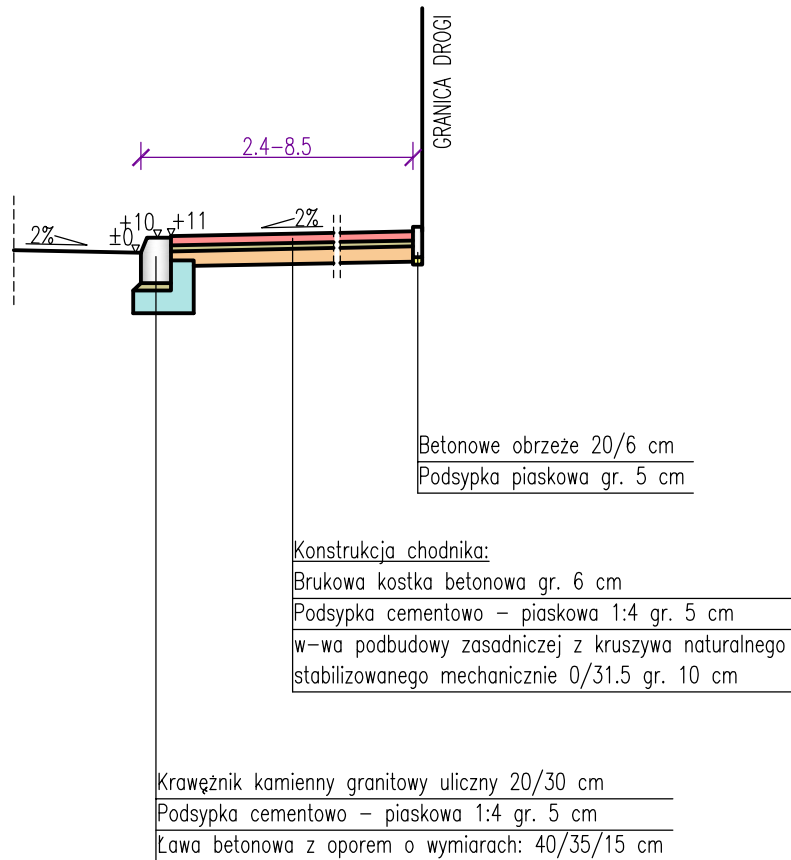 GRANICA DROGI
2.4-8.5
+10
+11
±0
2%
2%
Betonowe obrzeże 20/6 cm
Podsypka piaskowa gr. 5 cm
Konstrukcja chodnika:
Brukowa kostka betonowa gr. 6 cm
Podsypka cementowo – piaskowa 1:4 gr. 5 cm
w-wa podbudowy zasadniczej z kruszywa naturalnego
stabilizowanego mechanicznie 0/31.5 gr. 10 cm
Krawężnik kamienny granitowy uliczny 20/30 cm
Podsypka cementowo – piaskowa 1:4 gr. 5 cm
Ława betonowa z oporem o wymiarach: 40/35/15 cm